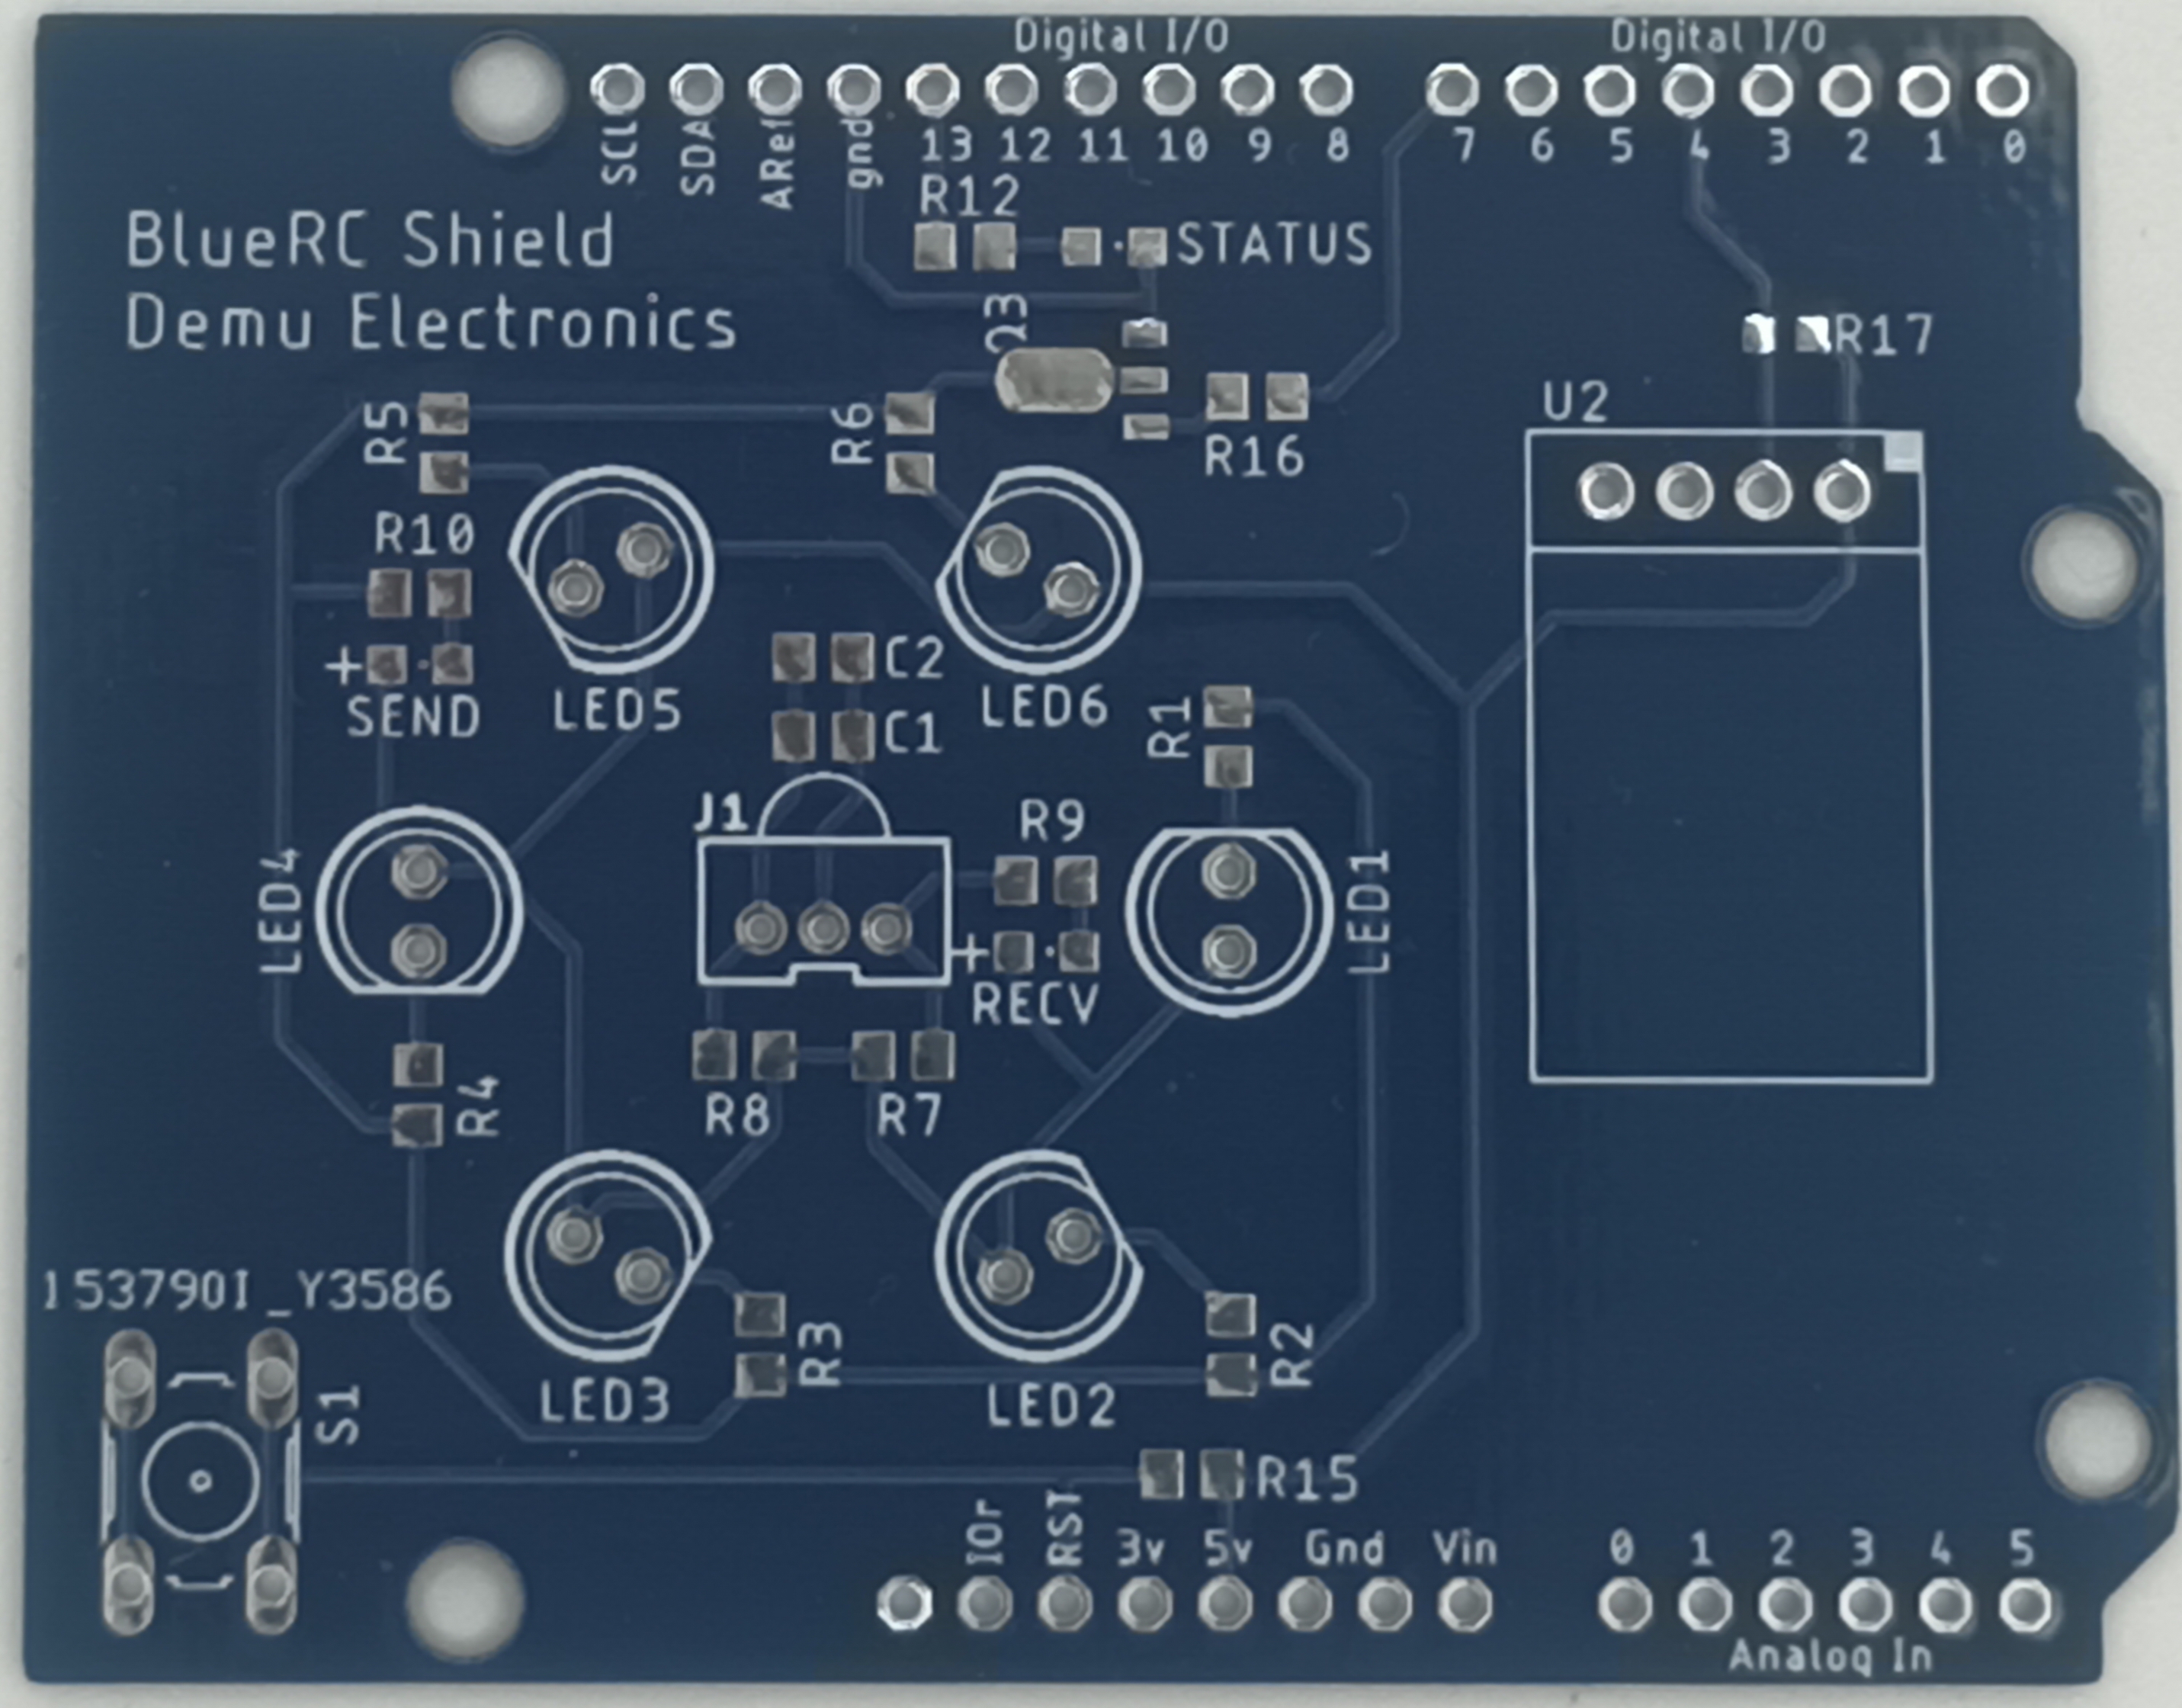 Digital I/O
Digital I/O
SCL
SDA
ARef
gnd
13 12 11 10 9 8
7 6 5 4 3 2 1 0
R12
BlueRC Shield
STATUS
Demu Electronics
Q3
R17
U2
R5
R6
R16
R10
C2
+
SEND
LED5
LED6
C1
R1
J1
R9
LED4
LED1
+
RECV
R8
R7
R4
1537901_Y3586
R3
R2
LED3
LED2
S1
R15
IOr
RST
3v 5v Gnd Vin
0 1 2 3 4 5
Analog In